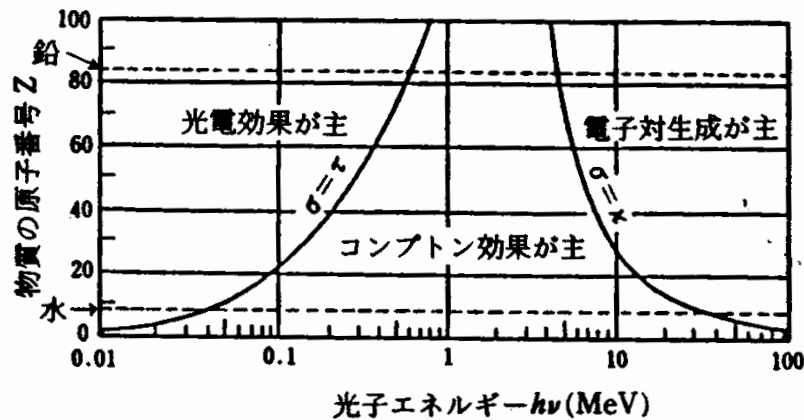 物質の原子番号 Z
100
鉛
80
60
40
20
水
0
光電効果が主
電子対生成が主
σ=τ
σ=κ
コンプトン効果が主
0.01
0.1
1
10
100
光子エネルギーhν(MeV)